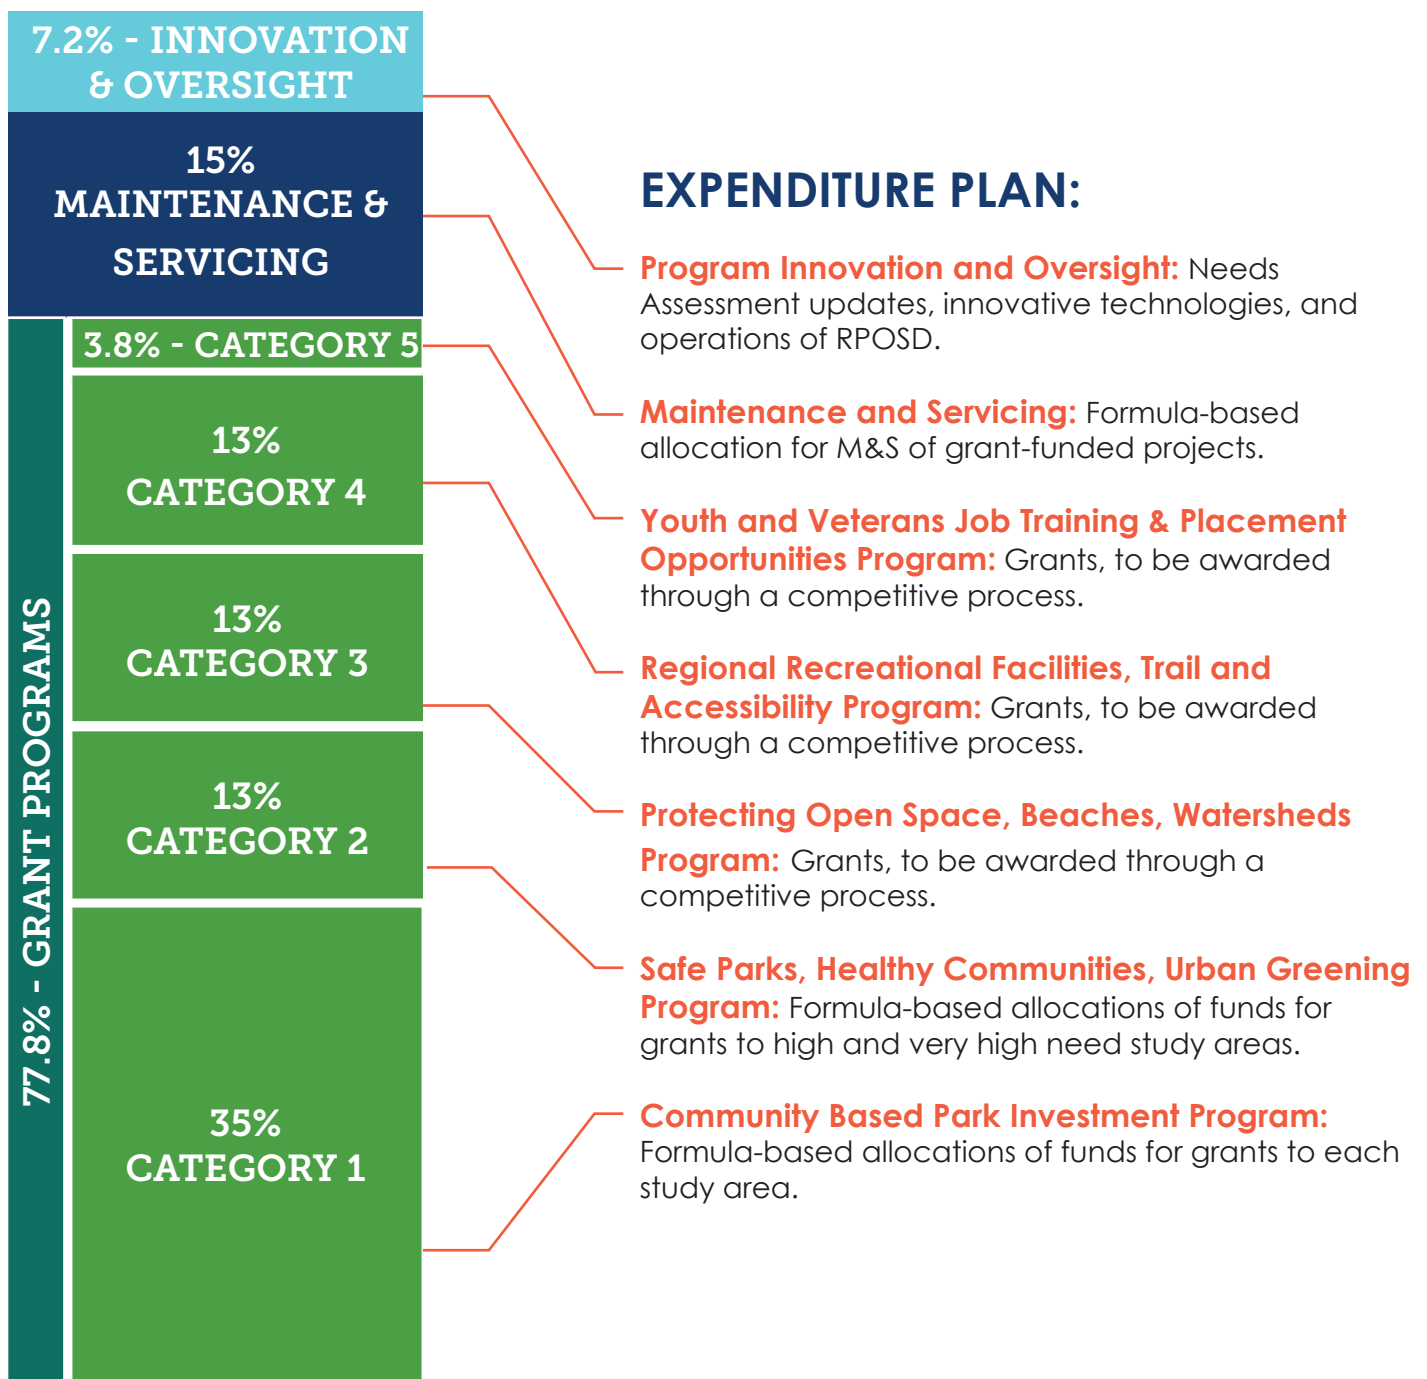 7.2% - INNOVATION
& OVERSIGHT
15%
MAINTENANCE &
SERVICING
77.8% - GRANT PROGRAMS
3.8% - CATEGORY 5
13%
CATEGORY 4
13%
CATEGORY 3
13%
CATEGORY 2
35%
CATEGORY 1
EXPENDITURE PLAN:
Program Innovation and Oversight: Needs
Assessment updates, innovative technologies, and
operations of RPOSD.
Maintenance and Servicing: Formula-based
allocation for M&S of grant-funded projects.
Youth and Veterans Job Training & Placement
Opportunities Program: Grants, to be awarded
through a competitive process.
Regional Recreational Facilities, Trail and
Accessibility Program: Grants, to be awarded
through a competitive process.
Protecting Open Space, Beaches, Watersheds
Program: Grants, to be awarded through a
competitive process.
Safe Parks, Healthy Communities, Urban Greening
Program: Formula-based allocations of funds for
grants to high and very high need study areas.
Community Based Park Investment Program:
Formula-based allocations of funds for grants to each
study area.